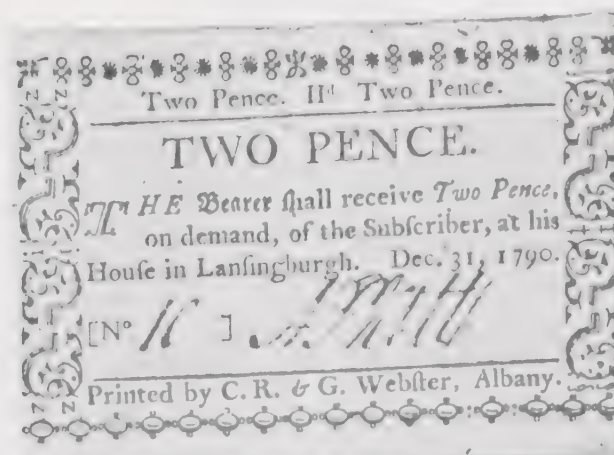 Two Pence. IId Two Pence.
TWO PENCE.
THE Bearer ſhall receive Two Pence,
on demand, of the Subſcriber, at his
Houſe in Lanſingburgh. Dec. 31, 1790.
[No 11 ]
Printed by C. R. & G. Webſter, Albany.